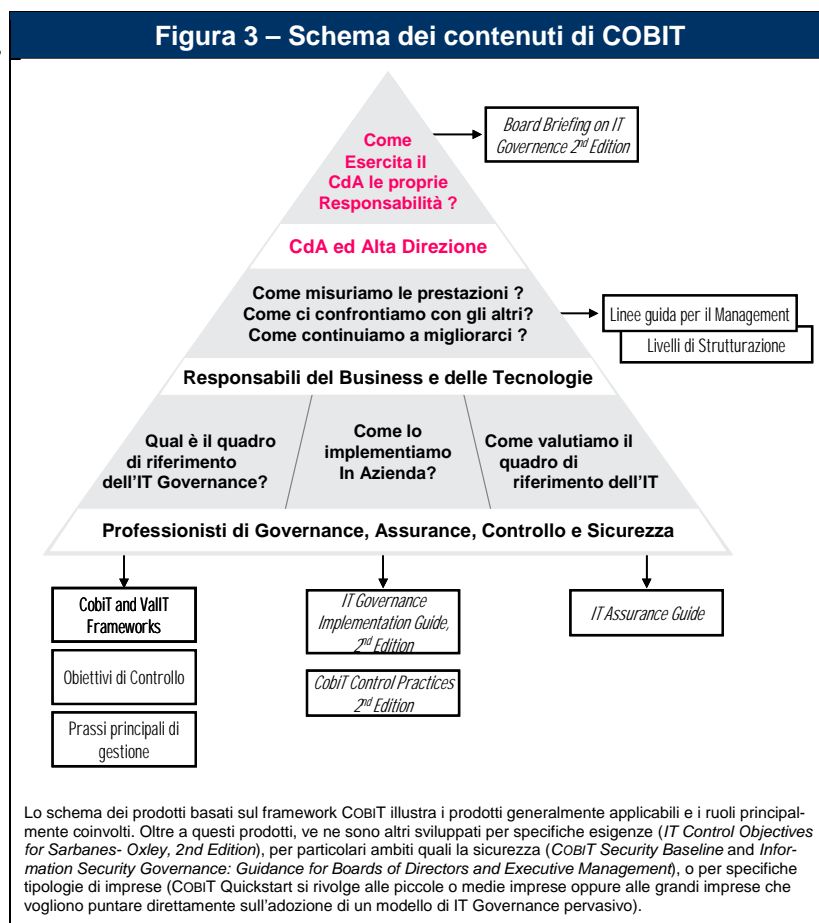 Figura 3 – Schema dei contenuti di COBIT
Come
Esercita il
CdA le proprie
Responsabilità ?
Board Briefing on IT
Governence 2nd Edition
CdA ed Alta Direzione
Come misuriamo le prestazioni ?
Come ci confrontiamo con gli altri?
Come continuiamo a migliorarci ?
Linee guida per il Management
Livelli di Strutturazione
Responsabili del Business e delle Tecnologie
Qual è il quadro
di riferimento
dell'IT Governance?
Come lo
implementiamo
In Azienda?
Come valutiamo il
quadro di
riferimento dell'IT
Professionisti di Governance, Assurance, Controllo e Sicurezza
CobiT and ValIT
Frameworks
Obiettivi di Controllo
Prassi principali di
gestione
IT Governance
Implementation Guide,
2nd Edition
CobiT Control Practices
2nd Edition
IT Assurance Guide
Lo schema dei prodotti basati sul framework COBIT illustra i prodotti generalmente applicabili e i ruoli principal-
mente coinvolti. Oltre a questi prodotti, ve ne sono altri sviluppati per specifiche esigenze (IT Control Objectives
for Sarbanes- Oxley, 2nd Edition), per particolari ambiti quali la sicurezza (COBIT Security Baseline and Infor-
mation Security Governance: Guidance for Boards of Directors and Executive Management), o per specifiche
tipologie di imprese (COBIT Quickstart si rivolge alle piccole o medie imprese oppure alle grandi imprese che
vogliono puntare direttamente sull'adozione di un modello di IT Governance pervasivo).